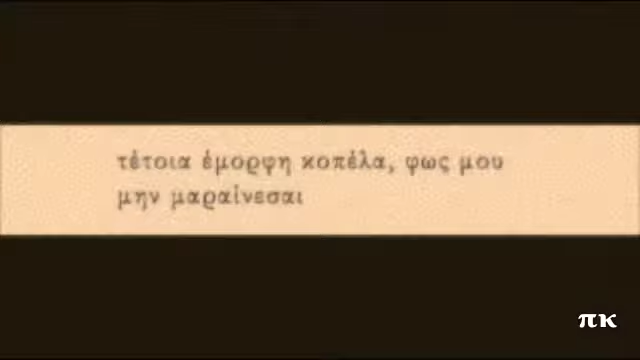 τέτοια έμορφη κοπέλα, φως μου
μην μαραίνεσαι
πκ